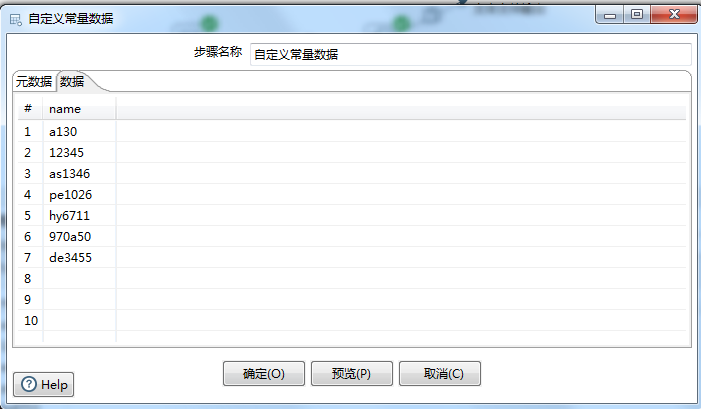 自定义常量数据
步骤名称 自定义常量数据
元数据 数据
# name
1 a130
2 12345
3 as1346
4 pe1026
5 hy6711
6 970a50
7 de3455
8
9
10
Help 确定(O) 预览(P) 取消(C)